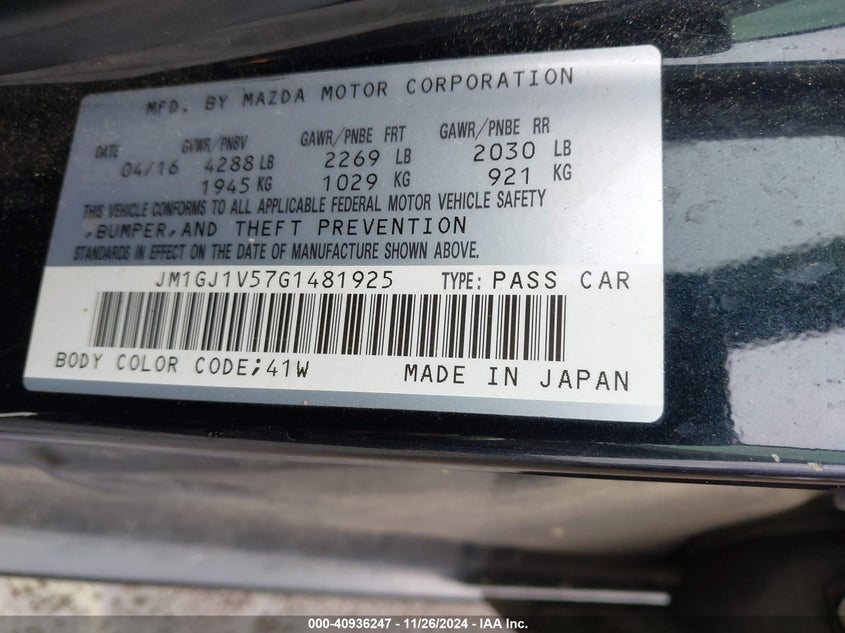 MFD. BY MAZDA MOTOR CORPORATION
DATE GVWR/PNBV GAWR/PNBE FRT GAWR/PNBE RR
04/16 4288 LB 2269 LB 2030 LB
1945 KG 1029 KG 921 KG
THIS VEHICLE CONFORMS TO ALL APPLICABLE FEDERAL MOTOR VEHICLE SAFETY
,BUMPER,AND THEFT PREVENTION
STANDARDS IN EFFECT ON THE DATE OF MANUFACTURE SHOWN ABOVE.
JM1GJ1V57G1481925 TYPE: PASS CAR
BODY COLOR CODE;41W MADE IN JAPAN
000-40936247 - 11/26/2024 - IAA Inc.